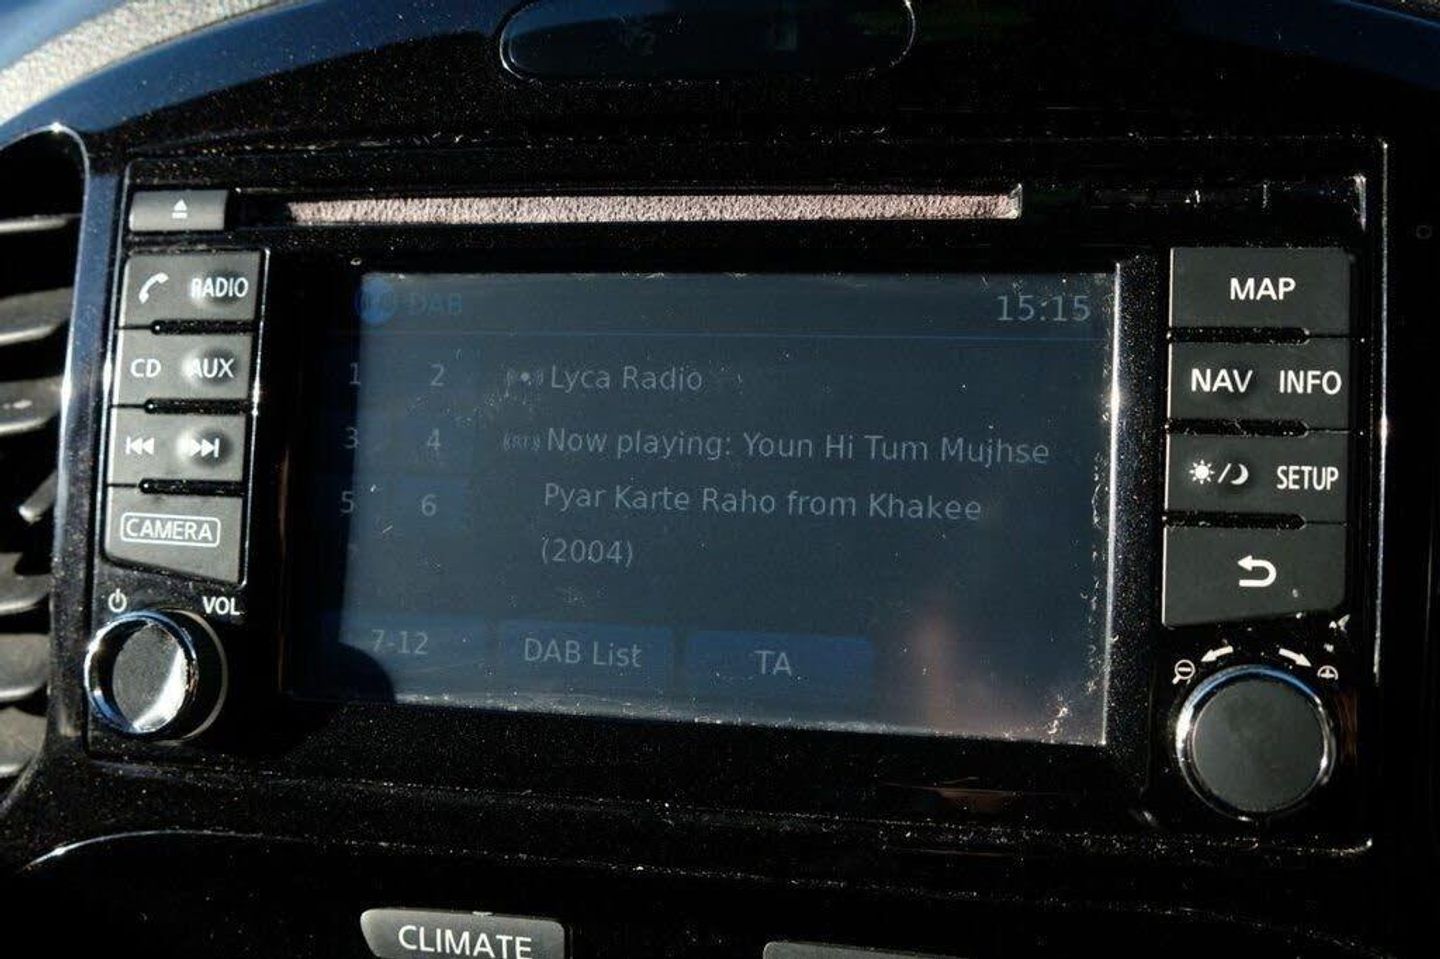 RADIO
CD AUX
CAMERA
VOL
DAB 15:15
1 2 Lyca Radio
3 4 Now playing: Youn Hi Tum Mujhse
5 6 Pyar Karte Raho from Khakee
(2004)
7-12 DAB List TA
MAP
NAV INFO
SETUP
CLIMATE